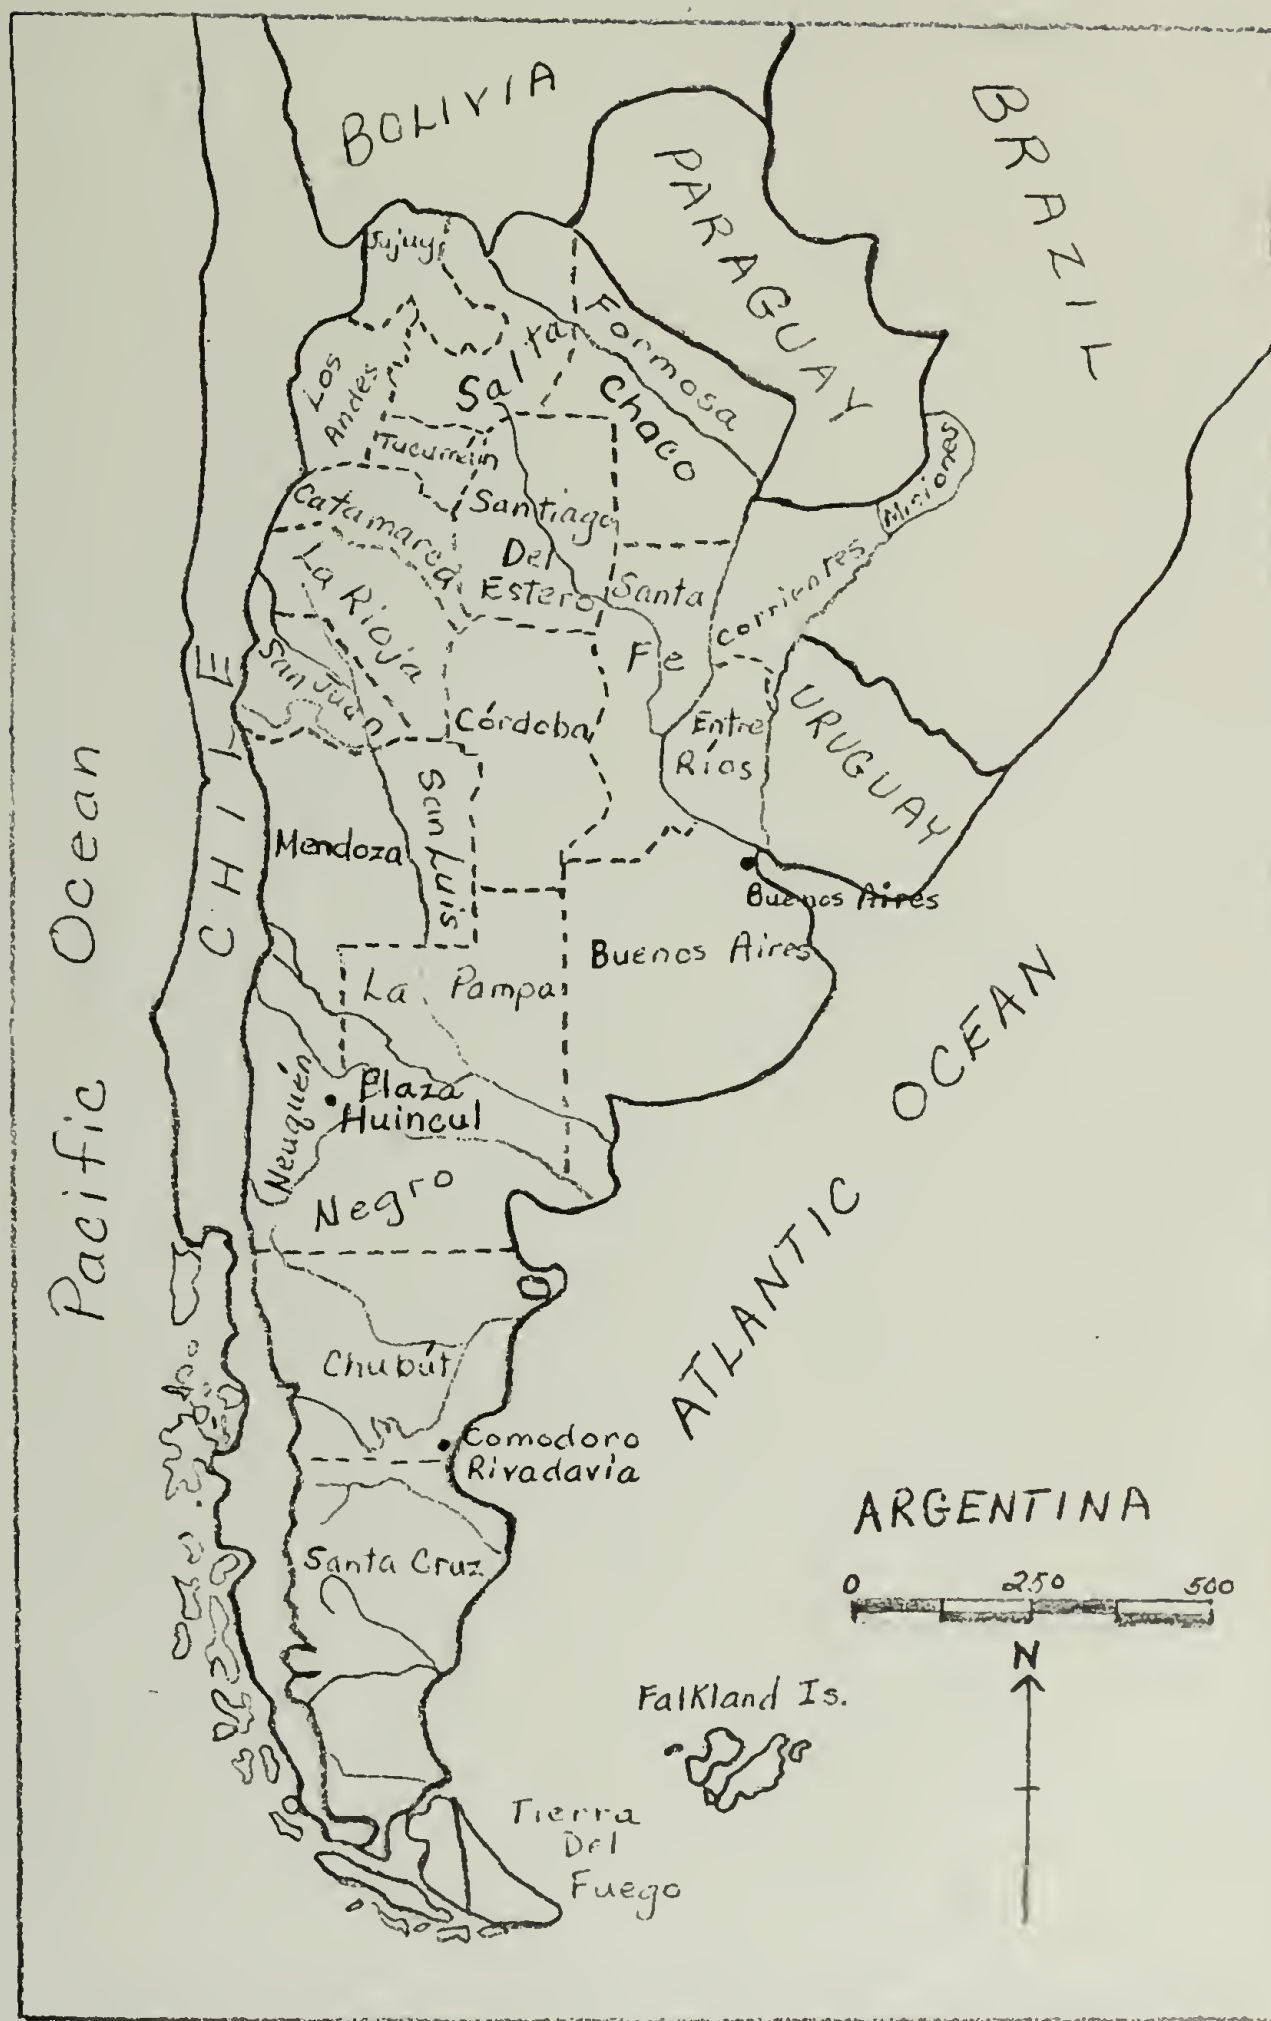 BOLIVIA
BRAZIL
PARAGUAY
Jujuy
Salta
Formosa
Chaco
Los
Andes
Tucumán
Catamarca
Santiago
Del
Estero
Santa
Fe
Misiones
Corrientes
La Rioja
San Juan
Córdoba
Entre
Ríos
URUGUAY
CHILE
Pacific Ocean
Mendoza
San Luis
Buenos Aires
Buenos Aires
La Pampa
Neuquén
Plaza
Huincul
Negro
ATLANTIC OCEAN
Chubút
Comodoro
Rivadavia
Santa Cruz
ARGENTINA
0 250 500
N
Falkland Is.
Tierra
Del
Fuego